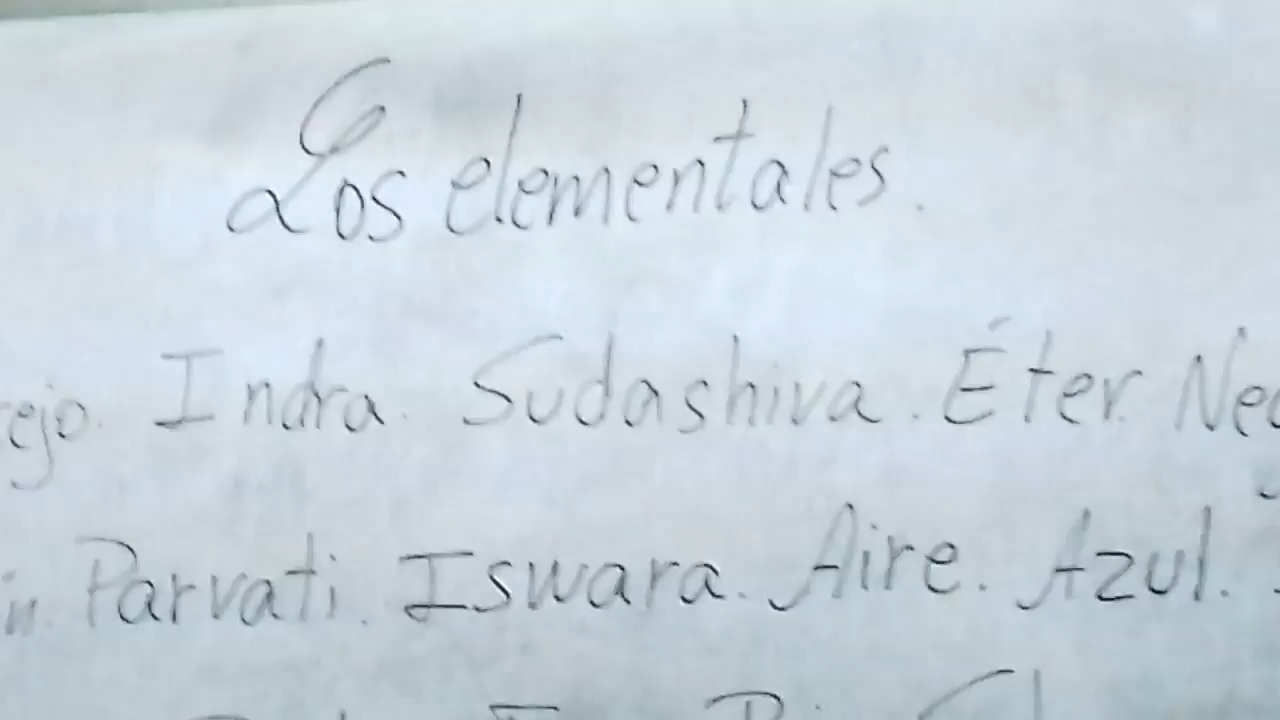 Los elementales.
Indra. Sudashiva. Éter.
Parvati. Iswara. Aire. Azul.